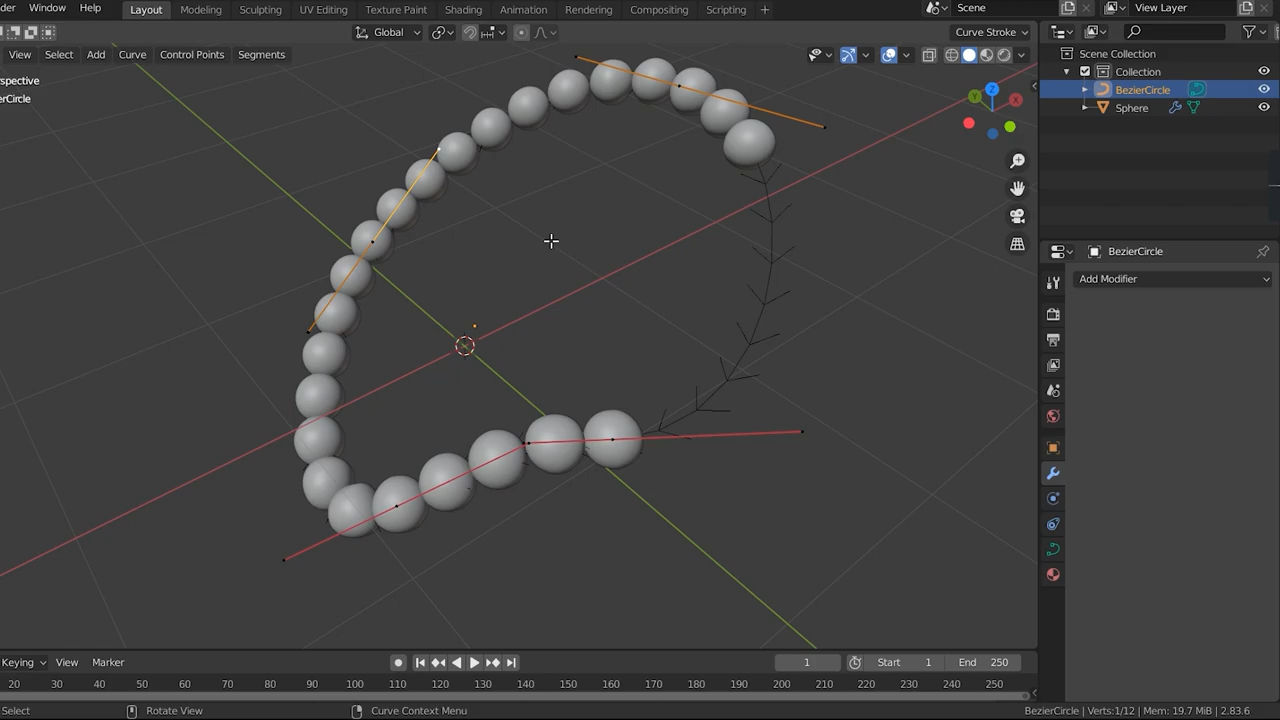 der Window Help Layout Modeling Sculpting UV Editing Texture Paint Shading Animation Rendering Compositing Scripting + Scene View Layer
Global Curve Stroke
View Select Add Curve Control Points Segments
Scene Collection
Collection
BezierCircle
Sphere
spective
erCircle
Z
Y
X
BezierCircle
Add Modifier
Keying View Marker 1 Start 1 End 250
20 30 40 50 60 70 80 90 100 110 120 130 140 150 160 170 180 190 200 210 220 230 240 250
Select Rotate View Curve Context Menu BezierCircle | Verts:1/12 | Mem: 19.7 MiB | 2.83.6